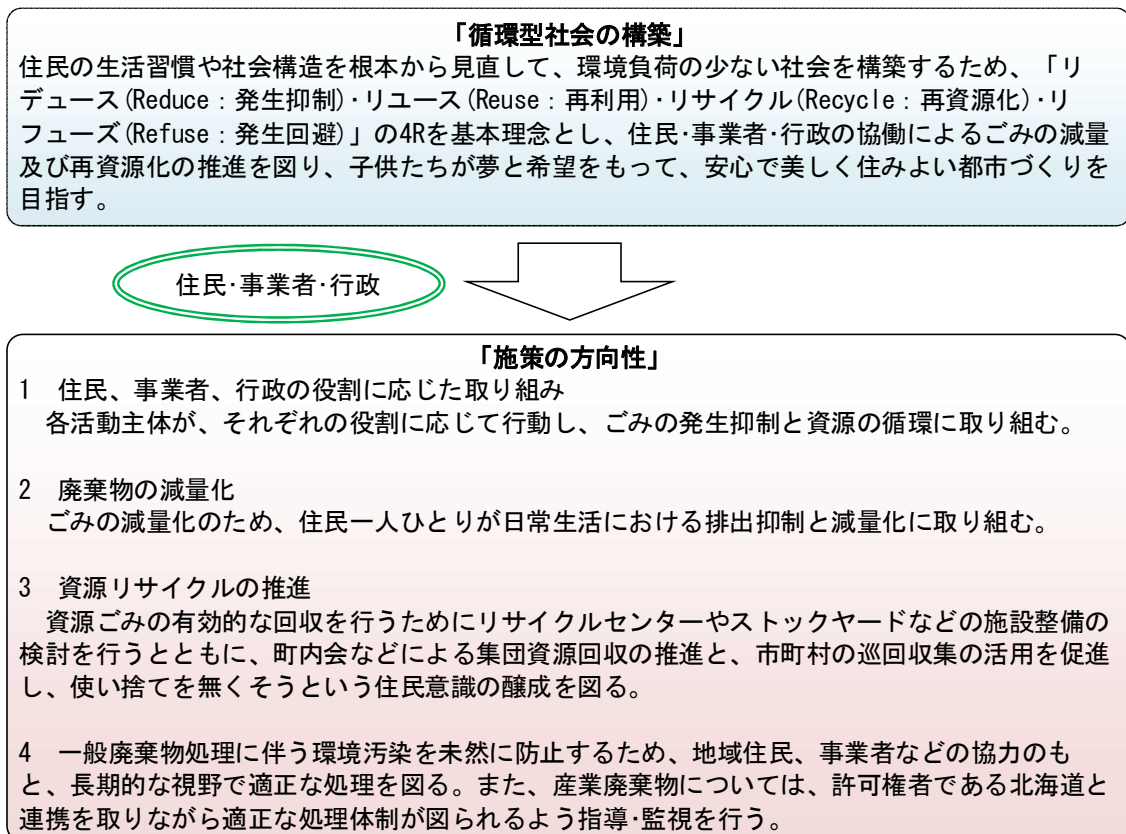 「循環型社会の構築」
住民の生活習慣や社会構造を根本から見直して、環境負荷の少ない社会を構築するため、「リ
デュース(Reduce：発生抑制)･リユース(Reuse：再利用)･リサイクル(Recycle：再資源化)･リ
フューズ(Refuse：発生回避)」の4Rを基本理念とし、住民･事業者･行政の協働によるごみの減量
及び再資源化の推進を図り、子供たちが夢と希望をもって、安心で美しく住みよい都市づくりを
目指す。
住民･事業者･行政
「施策の方向性」
1　住民、事業者、行政の役割に応じた取り組み
各活動主体が、それぞれの役割に応じて行動し、ごみの発生抑制と資源の循環に取り組む。
2　廃棄物の減量化
ごみの減量化のため、住民一人ひとりが日常生活における排出抑制と減量化に取り組む。
3　資源リサイクルの推進
資源ごみの有効的な回収を行うためにリサイクルセンターやストックヤードなどの施設整備の
検討を行うとともに、町内会などによる集団資源回収の推進と、市町村の巡回収集の活用を促進
し、使い捨てを無くそうという住民意識の醸成を図る。
4　一般廃棄物処理に伴う環境汚染を未然に防止するため、地域住民、事業者などの協力のも
と、長期的な視野で適正な処理を図る。また、産業廃棄物については、許可権者である北海道と
連携を取りながら適正な処理体制が図られるよう指導･監視を行う。